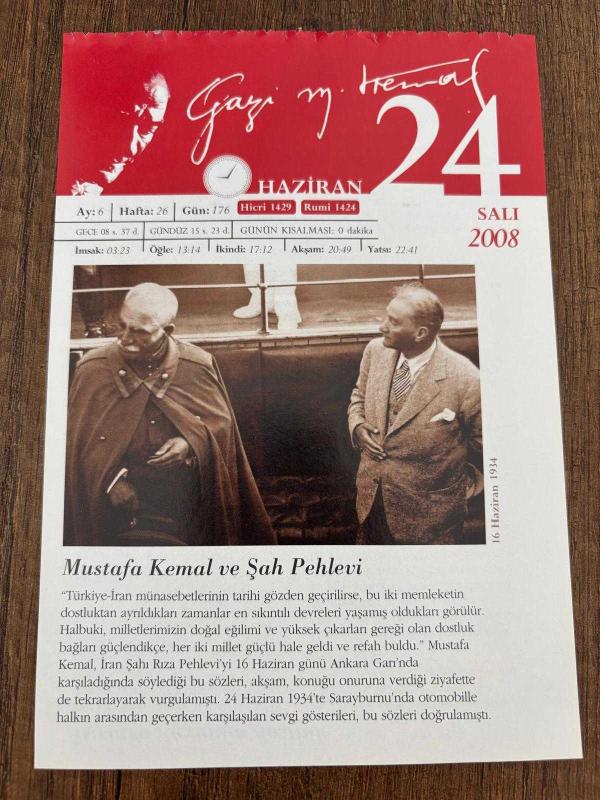 Gazi M. Kemal
24
HAZİRAN
SALI
2008
Ay: 6 Hafta: 26 Gün: 176 Hicri 1429 Rumi 1424
GECE 08 s. 37 d. GÜNDÜZ 15 s. 23 d. GÜNÜN KISALMASI: 0 dakika
İmsak: 03:23 Öğle: 13:14 İkindi: 17:12 Akşam: 20:49 Yatsı: 22:41
16 Haziran 1934
Mustafa Kemal ve Şah Pehlevi
“Türkiye-İran münasebetlerinin tarihi gözden geçirilirse, bu iki memleketin
dostluktan ayrıldıkları zamanlar en sıkıntılı devreleri yaşamış oldukları görülür.
Halbuki, milletlerimizin doğal eğilimi ve yüksek çıkarları gereği olan dostluk
bağları güçlendikçe, her iki millet güçlü hale geldi ve refah buldu.” Mustafa
Kemal, İran Şahı Rıza Pehlevi'yi 16 Haziran günü Ankara Garı'nda
karşıladığında söylediği bu sözleri, akşam, konuğu onuruna verdiği ziyafette
de tekrarlayarak vurgulamıştı. 24 Haziran 1934'te Sarayburnu'nda otomobille
halkın arasından geçerken karşılaşılan sevgi gösterileri, bu sözleri doğrulamıştı.